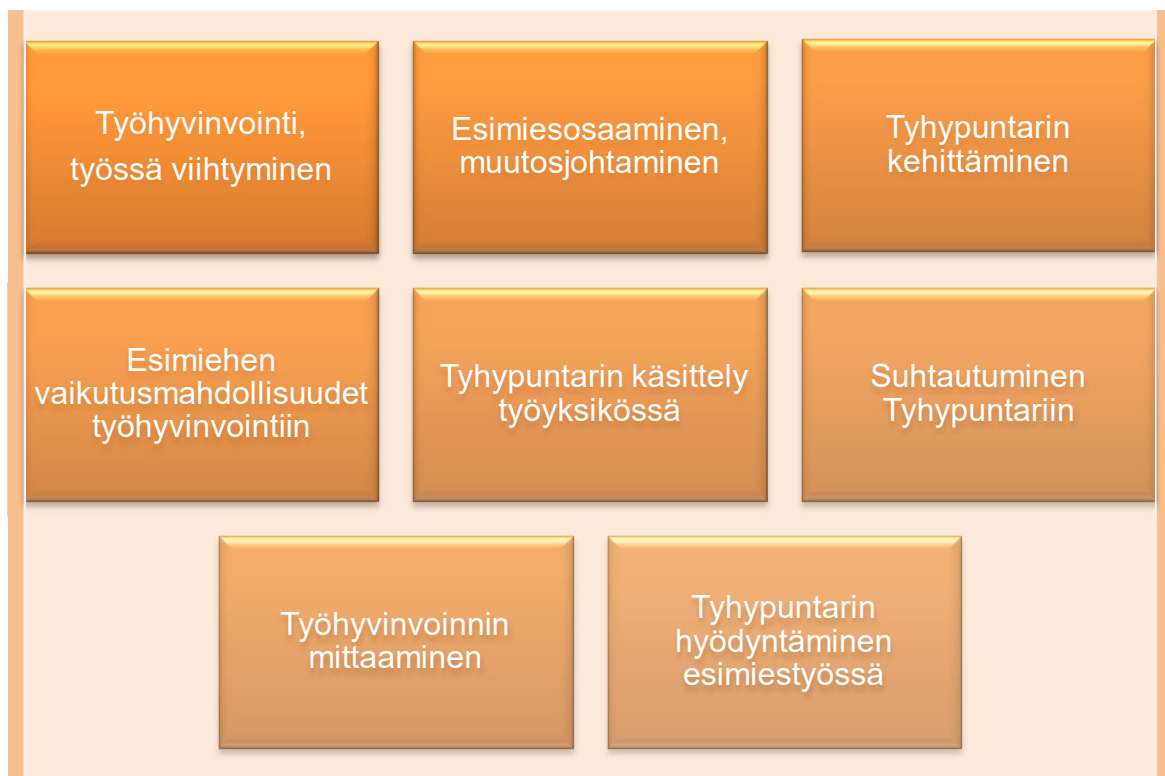 Työhyvinvointi,
työssä viihtyminen
Esimiesosaaminen,
muutosjohtaminen
Tyhypuntarin
kehittäminen
Esimiehen
vaikutusmahdollisuudet
työhyvinvointiin
Tyhypuntarin käsittely
työyksikössä
Suhtautuminen
Tyhypuntariin
Työhyvinvoinnin
mittaaminen
Tyhypuntarin
hyödyntäminen
esimiestyössä